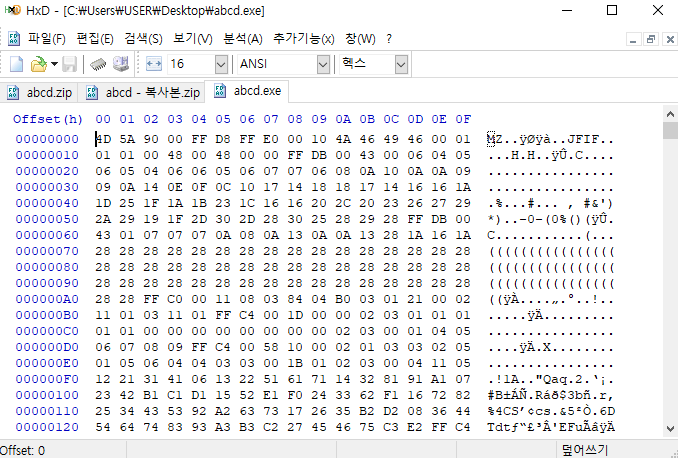 HxD - [C:₩Users₩USER₩Desktop₩abcd.exe]
파일(F) 편집(E) 검색(S) 보기(V) 분석(A) 추가기능(x) 창(W) ?
16 ANSI 헥스
abcd.zip abcd - 복사본.zip abcd.exe
Offset(h) 00 01 02 03 04 05 06 07 08 09 0A 0B 0C 0D 0E 0F
00000000 4D 5A 90 00 FF D8 FF E0 00 10 4A 46 49 46 00 01 MZ..ÿØÿà..JFIF..
00000010 01 01 00 48 00 48 00 00 FF DB 00 43 00 06 04 05 ...H.H..ÿÛ.C....
00000020 06 05 04 06 06 05 06 07 07 06 08 0A 10 0A 0A 09 ................
00000030 09 0A 14 0E 0F 0C 10 17 14 18 18 17 14 16 16 1A ................
00000040 1D 25 1F 1A 1B 23 1C 16 16 20 2C 20 23 26 27 29 .%...#... , #&')
00000050 2A 29 19 1F 2D 30 2D 28 30 25 28 29 28 FF DB 00 *)..-0-(0%()(ÿÛ.
00000060 43 01 07 07 07 0A 08 0A 13 0A 0A 13 28 1A 16 1A C...........(...
00000070 28 28 28 28 28 28 28 28 28 28 28 28 28 28 28 28 ((((((((((((((((
00000080 28 28 28 28 28 28 28 28 28 28 28 28 28 28 28 28 ((((((((((((((((
00000090 28 28 28 28 28 28 28 28 28 28 28 28 28 28 28 28 ((((((((((((((((
000000A0 28 28 FF C0 00 11 08 03 84 04 B0 03 01 21 00 02 ((ÿÀ....„.°..!..
000000B0 11 01 03 11 01 FF C4 00 1D 00 00 02 03 01 01 01 .....ÿÄ.........
000000C0 01 01 00 00 00 00 00 00 00 00 02 03 00 01 04 05 ................
000000D0 06 07 08 09 FF C4 00 58 10 00 02 01 03 03 02 05 ....ÿÄ.X........
000000E0 01 05 06 04 04 03 03 00 1B 01 02 03 00 04 11 05 ................
000000F0 12 21 31 41 06 13 22 51 61 71 14 32 81 91 A1 07 .!1A.."Qaq.2.‘¡.
00000100 23 42 B1 C1 D1 15 52 E1 F0 24 33 62 F1 16 72 82 #B±ÁÑ.Ráð$3bñ.r‚
00000110 25 34 43 53 92 A2 63 73 17 26 35 B2 D2 08 36 44 %4CS’¢cs.&5²Ò.6D
00000120 54 64 74 83 93 A3 B3 C2 27 45 46 75 C3 E2 FF C4 Tdtƒ“£³Â'EFuÃâÿÄ
Offset: 0 덮어쓰기